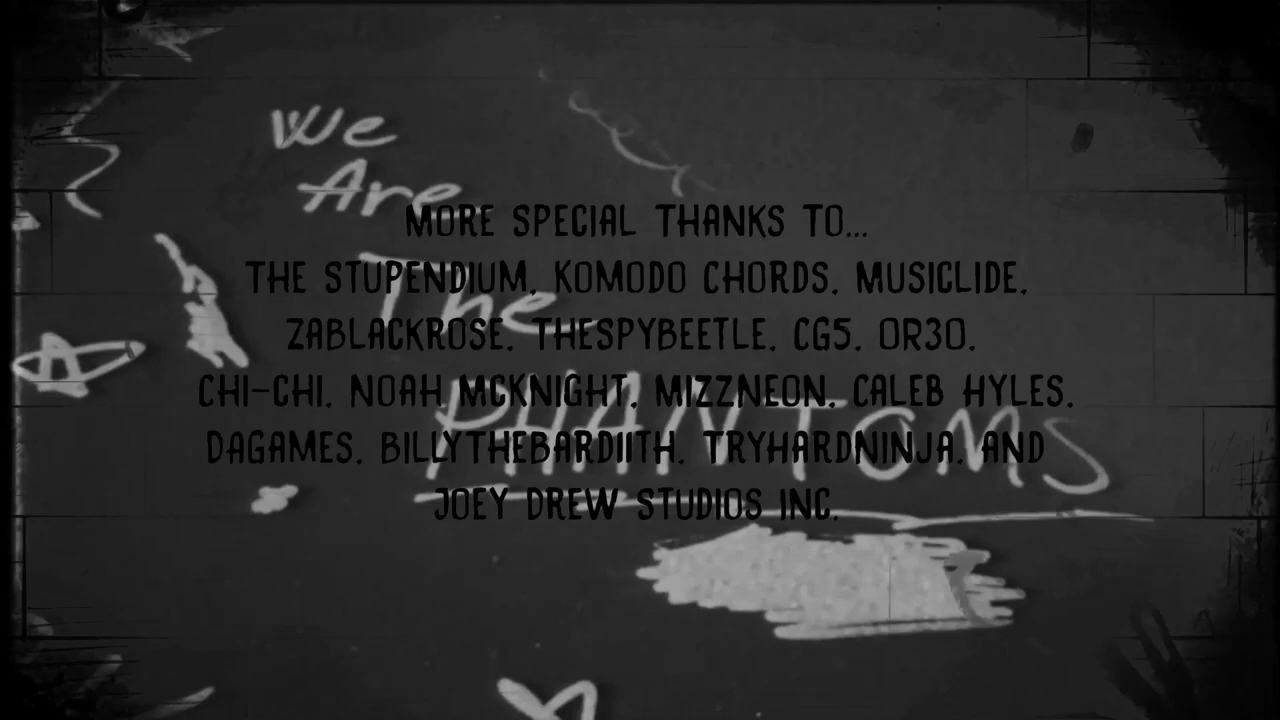 We
Are
The
PHANTOMS
MORE SPECIAL THANKS TO...
THE STUPENDIUM, KOMODO CHORDS, MUSICLIDE,
ZABLACKROSE, THESPYBEETLE, CG5, OR3O,
CHI-CHI, NOAH MCKNIGHT, MIZZNEON, CALEB HYLES,
DAGAMES, BILLYTHEBARD11TH, TRYHARDNINJA, AND
JOEY DREW STUDIOS INC.